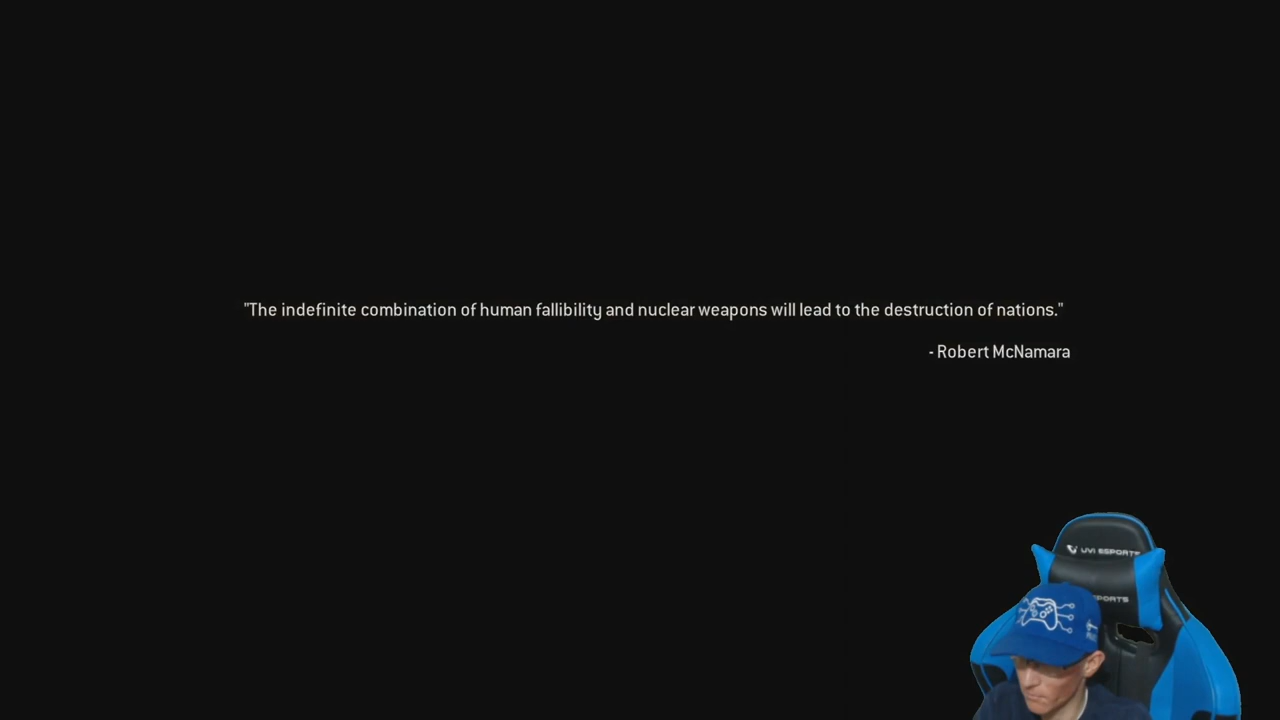 "The indefinite combination of human fallibility and nuclear weapons will lead to the destruction of nations."
- Robert McNamara
UVI ESPORTS
PORTS